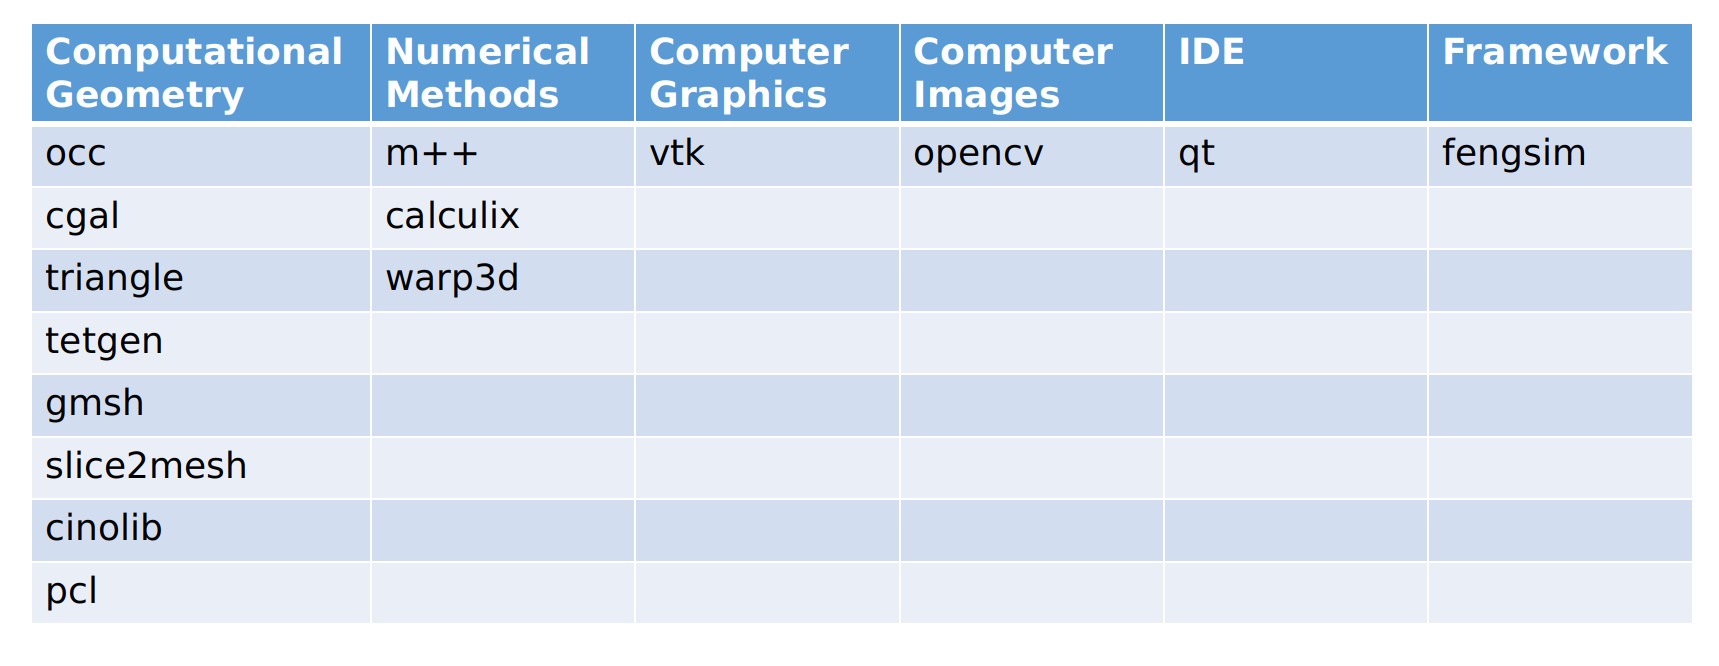 Computational Geometry | Numerical Methods | Computer Graphics | Computer Images | IDE | Framework
occ | m++ | vtk | opencv | qt | fengsim
cgal | calculix
triangle | warp3d
tetgen
gmsh
slice2mesh
cinolib
pcl